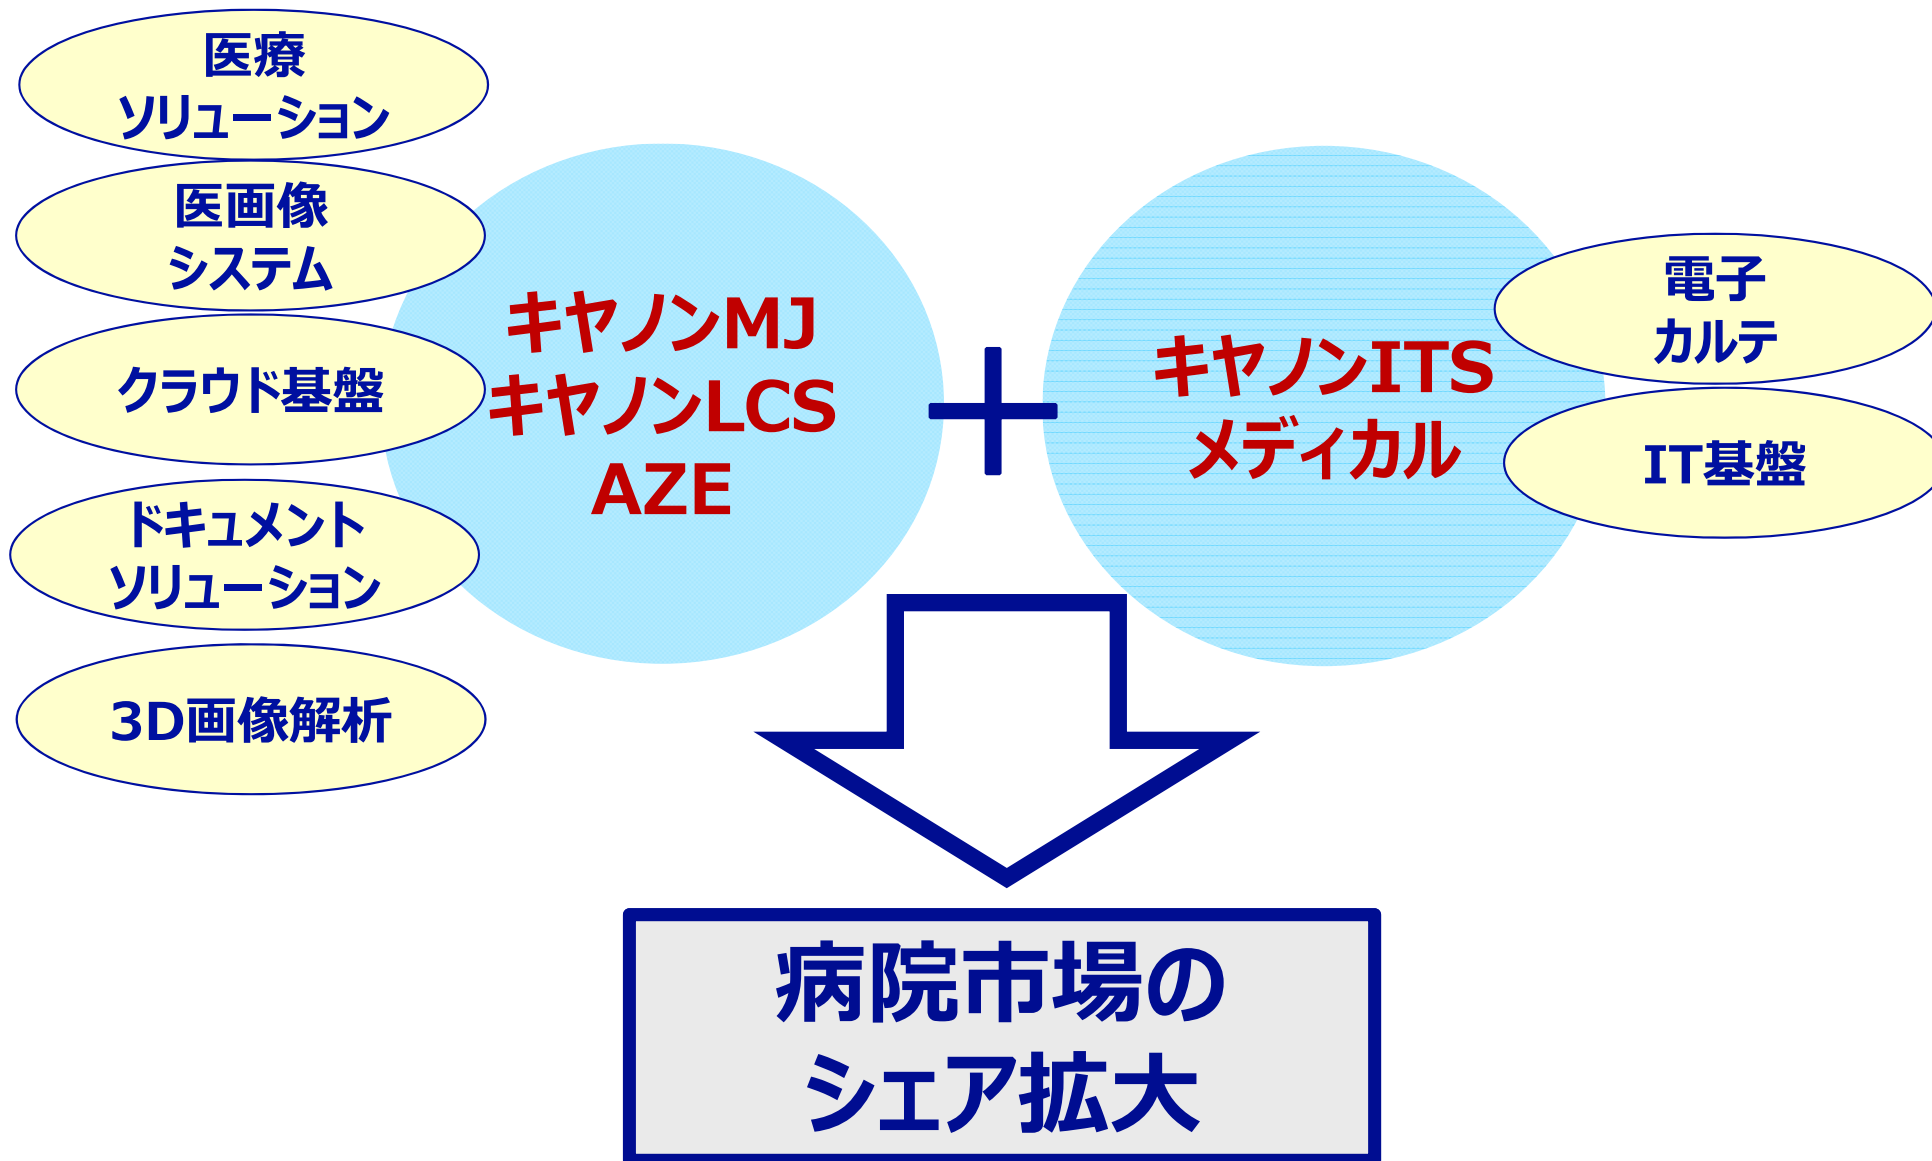 医療
ソリューション
医画像
システム
クラウド基盤
ドキュメント
ソリューション
3D画像解析
キヤノンMJ
キヤノンLCS
AZE
＋
キヤノンITS
メディカル
電子
カルテ
IT基盤
病院市場の
シェア拡大